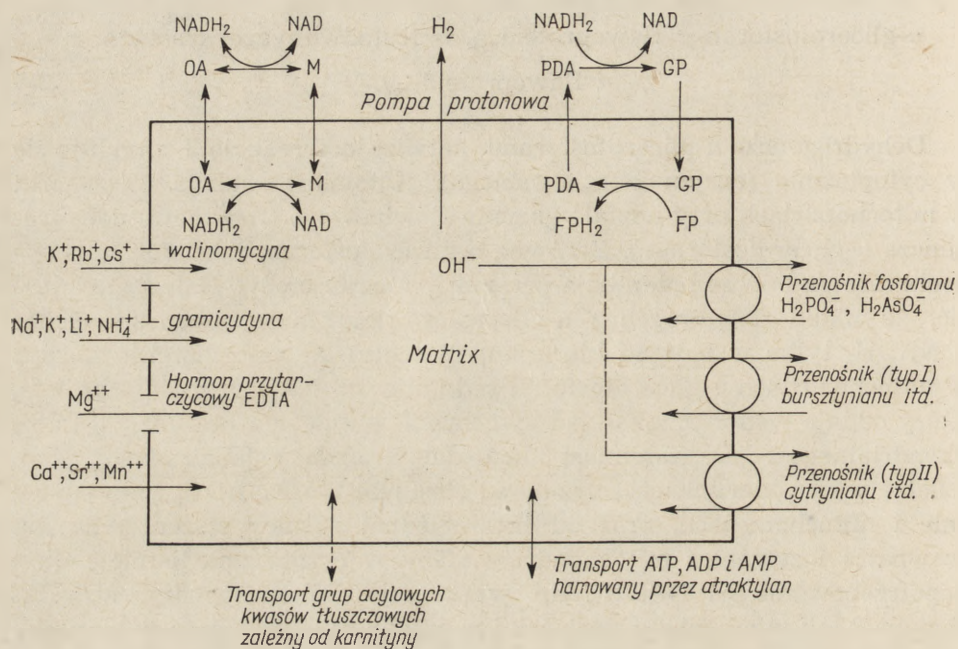 NADH₂ NAD H₂ NADH₂ NAD
OA M PDA GP
Pompa protonowa
OA M PDA GP
NADH₂ NAD FPH₂ FP
K⁺,Rb⁺,Cs⁺ walinomycyna OH⁻
Przenośnik fosforanu
H₂PO₄⁻, H₂AsO₄⁻
Na⁺,K⁺,Li⁺,NH₄⁺ gramicydyna
Matrix
Hormon przytar-
czycowy EDTA
Mg⁺⁺
Przenośnik (typ I)
bursztynianu itd.
Ca⁺⁺,Sr⁺⁺,Mn⁺⁺
Przenośnik (typ II)
cytrynianu itd.
Transport grup acylowych
kwasów tłuszczowych
zależny od karnityny
Transport ATP, ADP i AMP
hamowany przez atraktylan